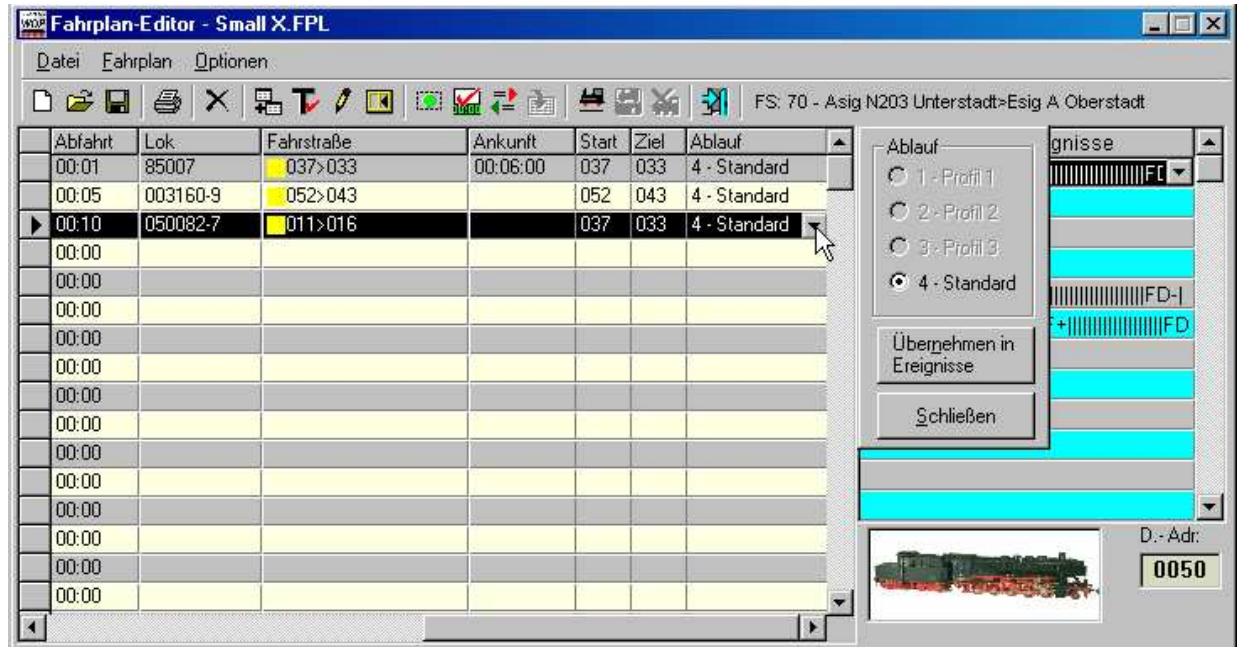 Fahrplan-Editor - Small X.FPL
Datei Fahrplan Optionen
FS: 70 - Asig N203 Unterstadt>Esig A Oberstadt
Abfahrt Lok Fahrstraße Ankunft Start Ziel Ablauf
00:01 85007 037>033 00:06:00 037 033 4 - Standard
00:05 003160-9 052>043 052 043 4 - Standard
00:10 050082-7 011>016 037 033 4 - Standard
00:00
00:00
00:00
00:00
00:00
00:00
00:00
00:00
00:00
00:00
00:00
00:00
00:00
Ablauf
1 - Profil 1
2 - Profil 2
3 - Profil 3
4 - Standard
Übernehmen in
Ereignisse
Schließen
gnisse
||||||||||||||||||FD-|
+||||||||||||||||||FD
D.- Adr:
0050